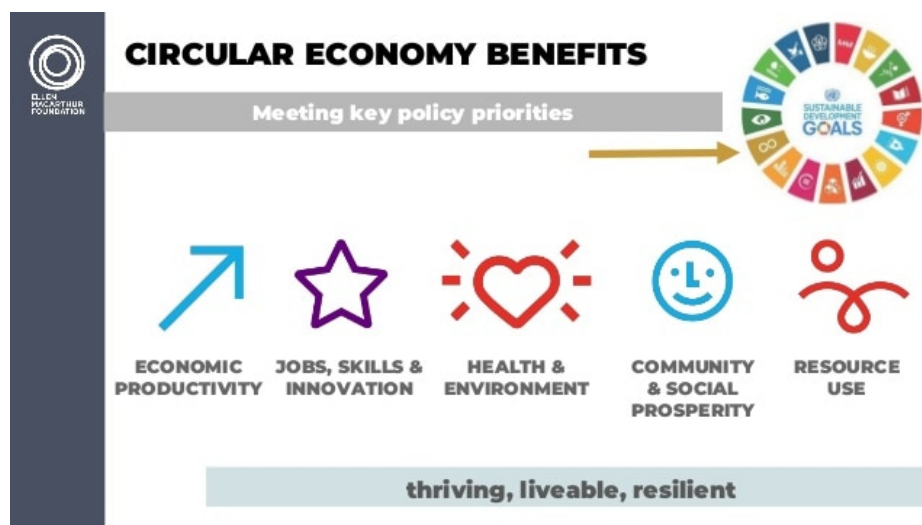 ELLEN
MACARTHUR
FOUNDATION
CIRCULAR ECONOMY BENEFITS
Meeting key policy priorities
SUSTAINABLE
DEVELOPMENT
GOALS
ECONOMIC
PRODUCTIVITY
JOBS, SKILLS &
INNOVATION
HEALTH &
ENVIRONMENT
COMMUNITY
& SOCIAL
PROSPERITY
RESOURCE
USE
thriving, liveable, resilient